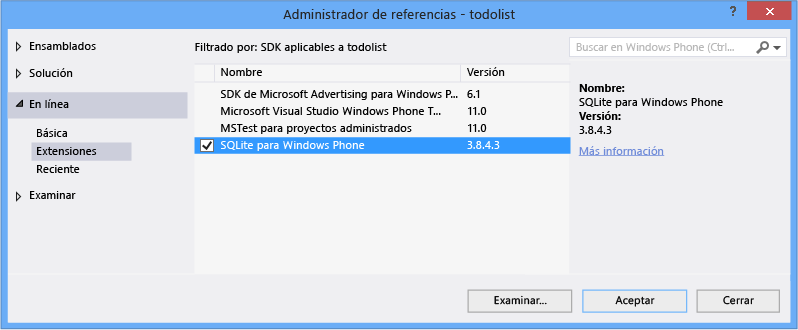 Administrador de referencias - todolist
? ✕
Ensamblados
Solución
En línea
Básica
Extensiones
Reciente
Examinar
Filtrado por: SDK aplicables a todolist
Buscar en Windows Phone (Ctrl...
Nombre Versión
SDK de Microsoft Advertising para Windows P... 6.1
Microsoft Visual Studio Windows Phone T... 11.0
MSTest para proyectos administrados 11.0
SQLite para Windows Phone 3.8.4.3
Nombre:
SQLite para Windows Phone
Versión:
3.8.4.3
Más información
Examinar... Aceptar Cerrar